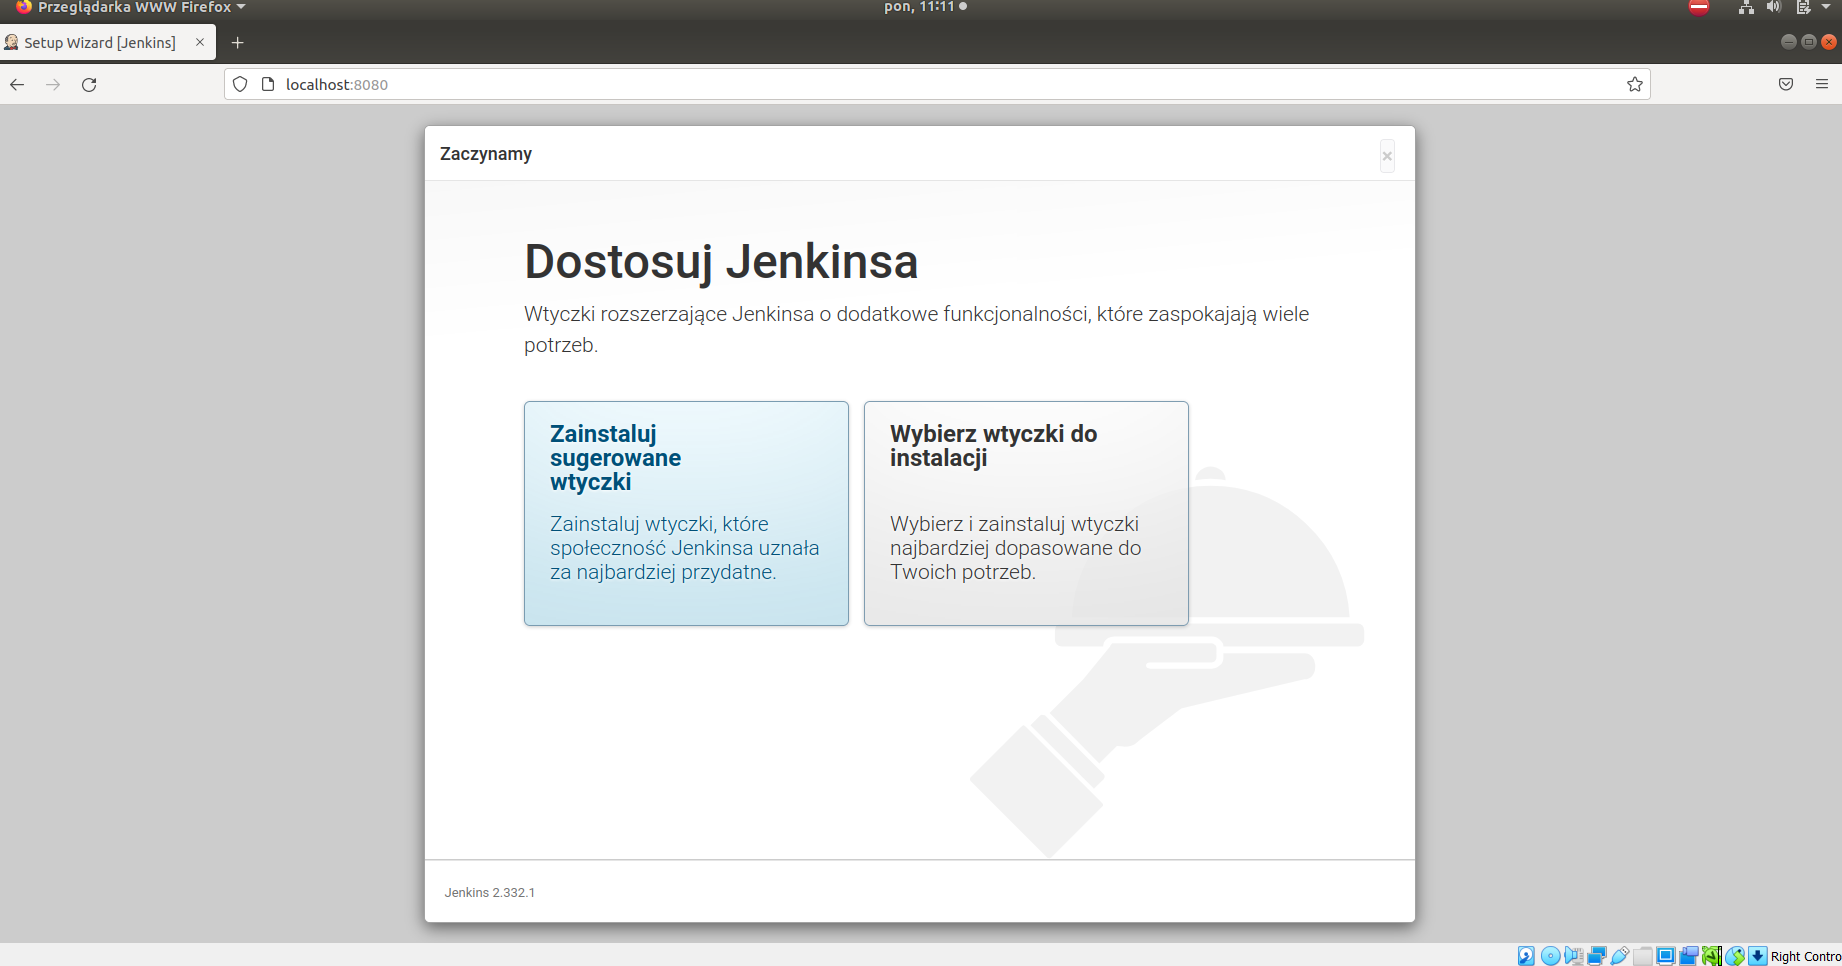 Przeglądarka WWW Firefox
pon, 11:11
Setup Wizard [Jenkins]
localhost:8080
Zaczynamy
Dostosuj Jenkinsa
Wtyczki rozszerzające Jenkinsa o dodatkowe funkcjonalności, które zaspokajają wiele
potrzeb.
Zainstaluj
sugerowane
wtyczki
Zainstaluj wtyczki, które
społeczność Jenkinsa uznała
za najbardziej przydatne.
Wybierz wtyczki do
instalacji
Wybierz i zainstaluj wtyczki
najbardziej dopasowane do
Twoich potrzeb.
Jenkins 2.332.1
Right Contro